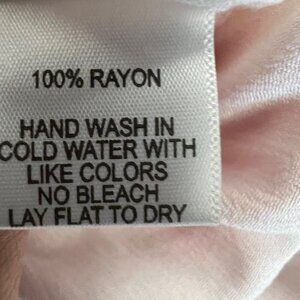 100% RAYON
HAND WASH IN
COLD WATER WITH
LIKE COLORS
NO BLEACH
LAY FLAT TO DRY